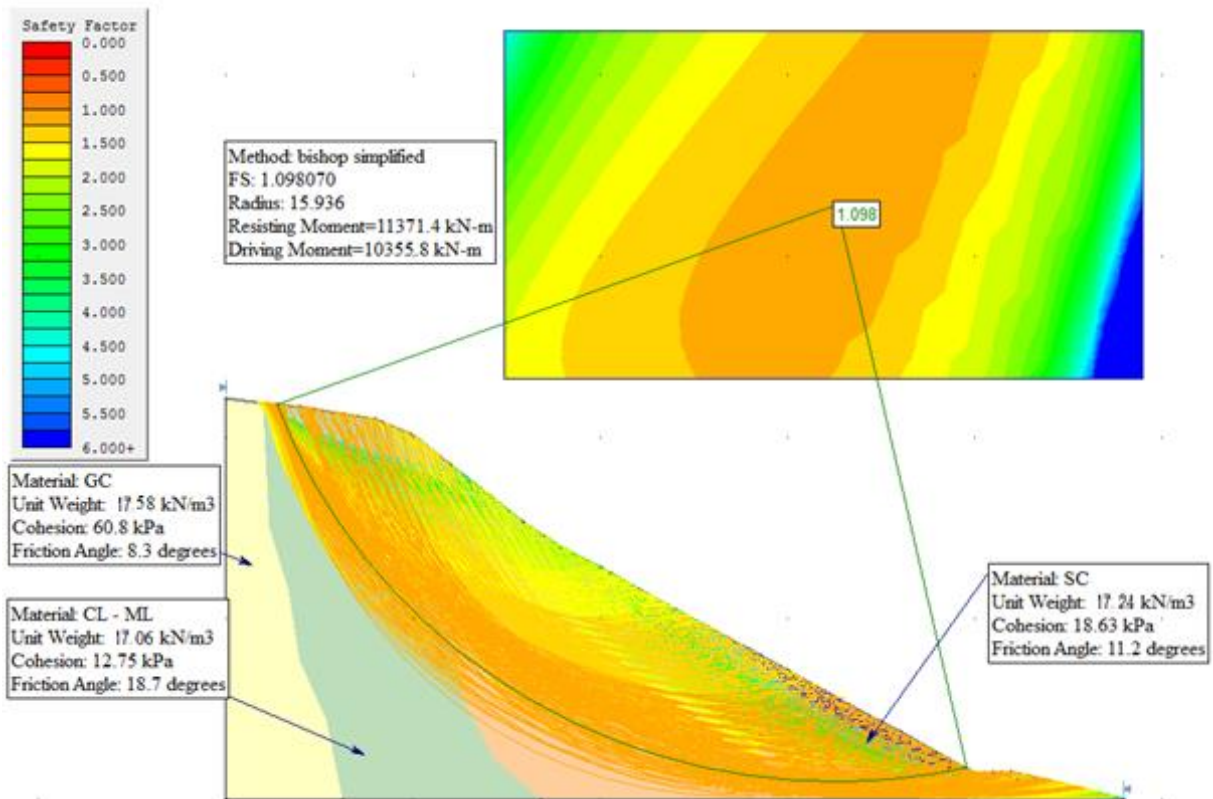 Safety Factor
0.000
0.500
1.000
1.500
2.000
2.500
3.000
3.500
4.000
4.500
5.000
5.500
6.000+
Method: bishop simplified
FS: 1.098070
Radius: 15.936
Resisting Moment=11371.4 kN-m
Driving Moment=10355.8 kN-m
1.098
Material: GC
Unit Weight: 17.58 kN/m3
Cohesion: 60.8 kPa
Friction Angle: 8.3 degrees
Material: CL - ML
Unit Weight: 17.06 kN/m3
Cohesion: 12.75 kPa
Friction Angle: 18.7 degrees
Material: SC
Unit Weight: 17.24 kN/m3
Cohesion: 18.63 kPa
Friction Angle: 11.2 degrees